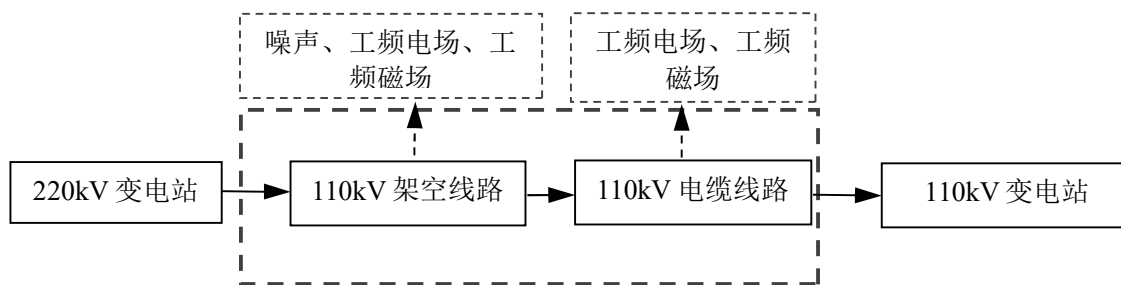 噪声、工频电场、工
频磁场
工频电场、工频
磁场
220kV 变电站
110kV 架空线路
110kV 电缆线路
110kV 变电站